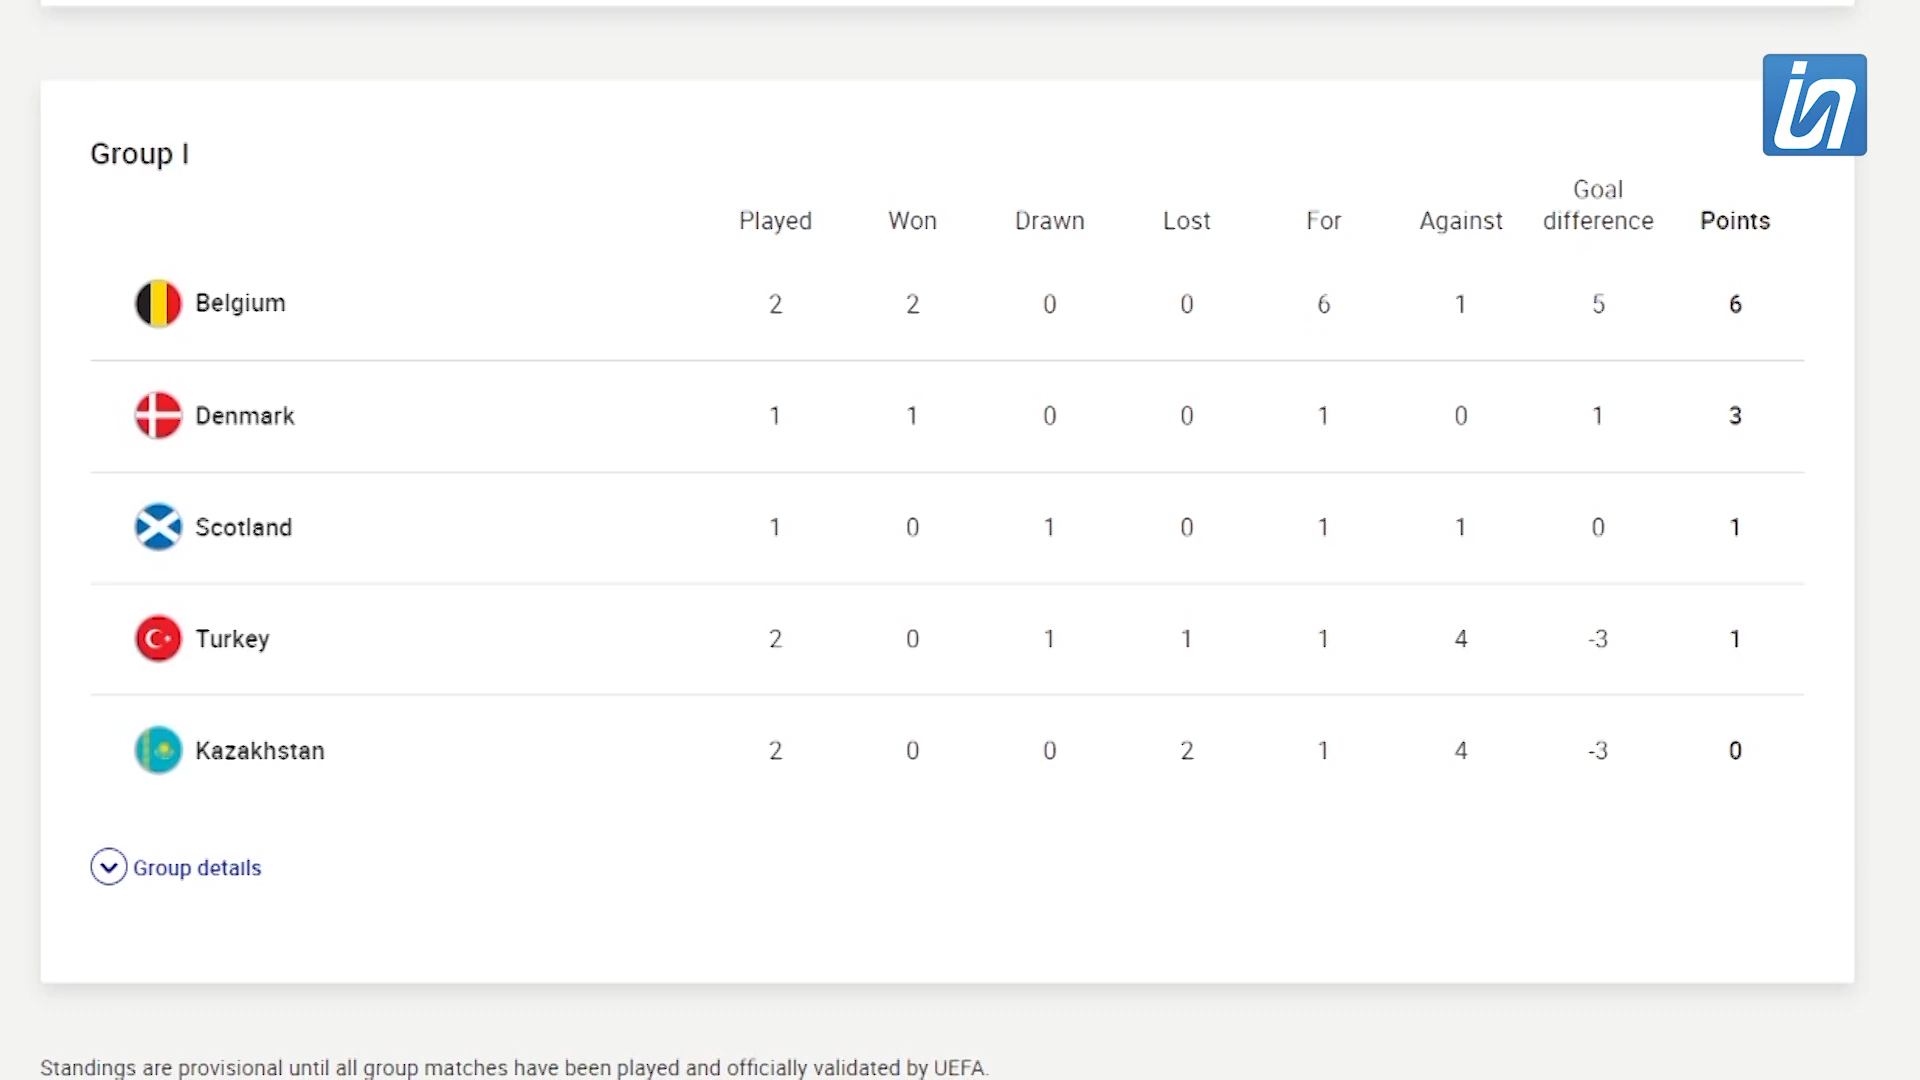 Group I
Played Won Drawn Lost For Against Goal difference Points
Belgium 2 2 0 0 6 1 5 6
Denmark 1 1 0 0 1 0 1 3
Scotland 1 0 1 0 1 1 0 1
Turkey 2 0 1 1 1 4 -3 1
Kazakhstan 2 0 0 2 1 4 -3 0
Group details
Standings are provisional until all group matches have been played and officially validated by UEFA.